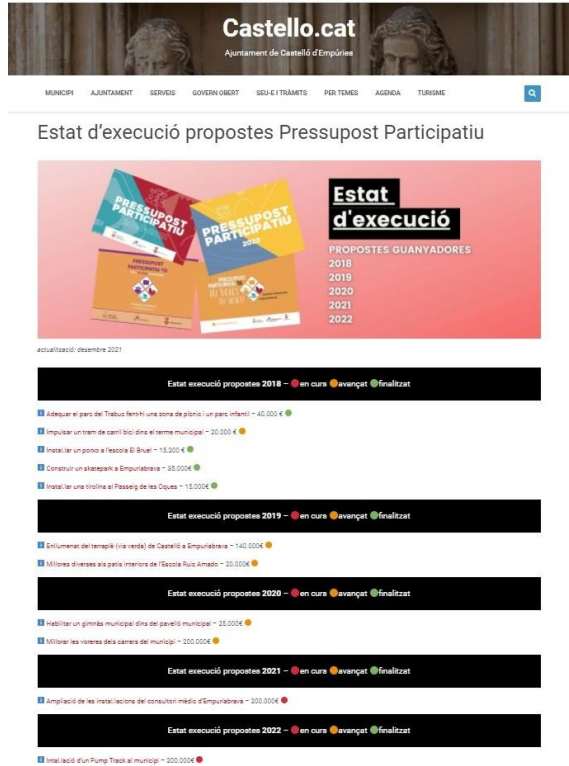 Castello.cat
Ajuntament de Castelló d'Empúries
MUNICIPI AJUNTAMENT SERVEIS GOVERN OBERT SEU-E I TRÀMITS PER TEMES AGENDA TURISME
Estat d'execució propostes Pressupost Participatiu
PRESSUPOST
PARTICIPATIU
PRESSUPOST
PARTICIPATIU
2022
PRESSUPOST
PARTICIPATIU '19
PRESSUPOST
PARTICIPATIU
Estat
d'execució
PROPOSTES GUANYADORES
2018
2019
2020
2021
2022
actualització: desembre 2021
Estat execució propostes 2018 – en curs avançat finalitzat
Adequar el parc del Trabuc fent-hi una zona de pícnic i un parc infantil – 40.000 €
Impulsar un tram de carril bici dins el terme municipal – 20.000 €
Instal.lar un porxo a l'escola El Bruel – 15.200 €
Construir un skatepark a Empuriabrava – 35.000€
Instal.lar una tirolina al Passeig de les Oques – 15.000€
Estat execució propostes 2019 – en curs avançat finalitzat
Enllumenat del terraplè (via verda) de Castelló a Empuriabrava – 140.000€
Millores diverses als patis interiors de l'Escola Ruiz Amado – 20.000€
Estat execució propostes 2020 – en curs avançat finalitzat
Habilitar un gimnàs municipal dins del pavelló municipal – 25.000€
Millorar les voreres dels carrers del municipi – 200.000€
Estat execució propostes 2021 – en curs avançat finalitzat
Ampliació de les instal.lacions del consultori mèdic d'Empuriabrava – 200.000€
Estat execució propostes 2022 – en curs avançat finalitzat
Intal.lació d'un Pump Track al municipi – 200.000€